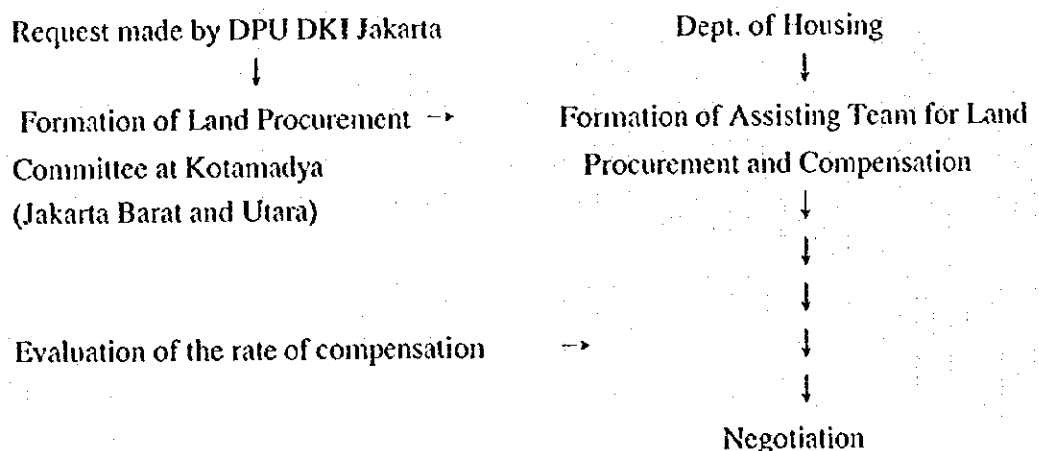 Request made by DPU DKI Jakarta
Dept. of Housing
↓
↓
Formation of Land Procurement →
Committee at Kotamadya
(Jakarta Barat and Utara)
Formation of Assisting Team for Land
Procurement and Compensation
↓
↓
↓
Evaluation of the rate of compensation →
↓
↓
Negotiation